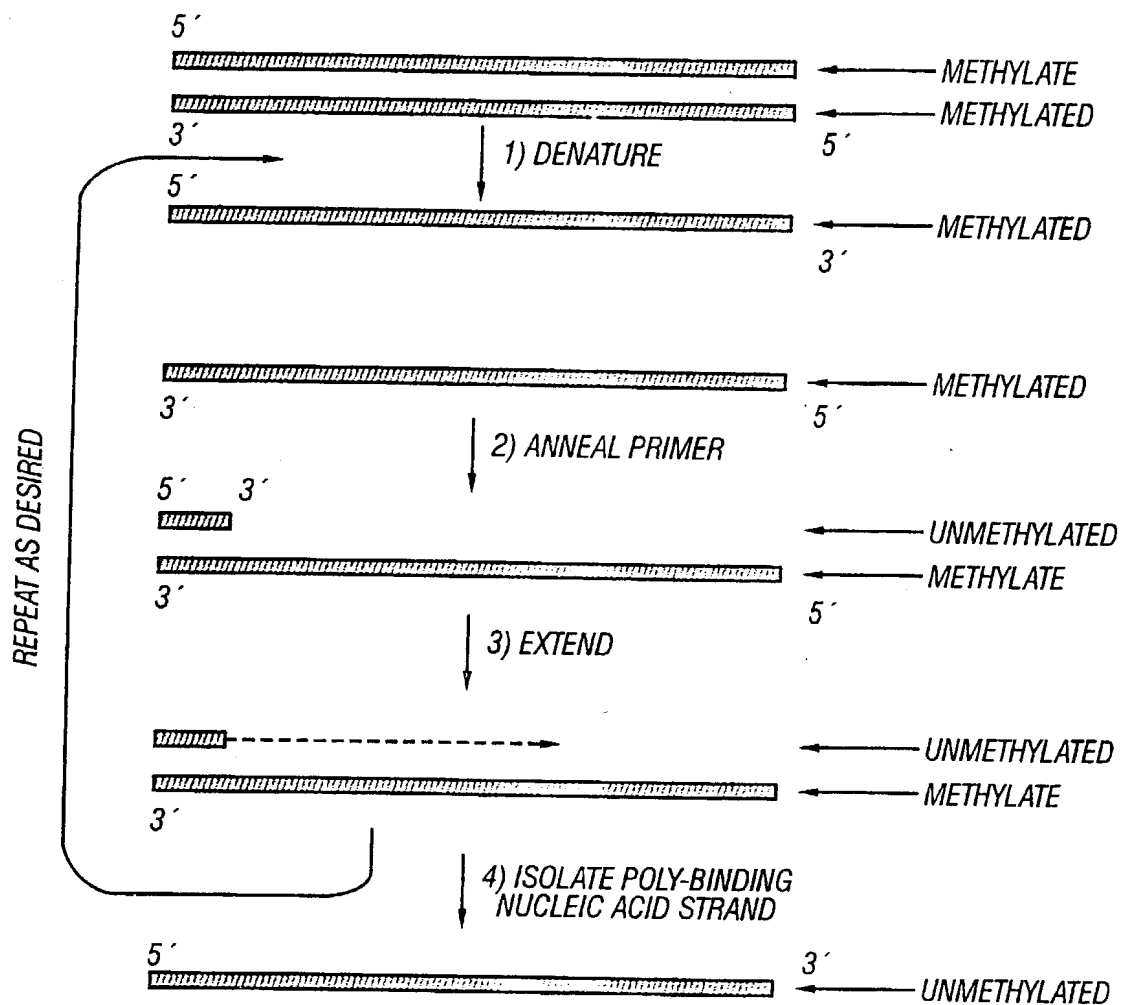 5´
METHYLATE
METHYLATED
3´
5´
1) DENATURE
5´
METHYLATED
3´
METHYLATED
3´
5´
2) ANNEAL PRIMER
REPEAT AS DESIRED
5´ 3´
UNMETHYLATED
METHYLATE
3´
5´
3) EXTEND
UNMETHYLATED
METHYLATE
3´
4) ISOLATE POLY-BINDING
NUCLEIC ACID STRAND
5´
3´
UNMETHYLATED